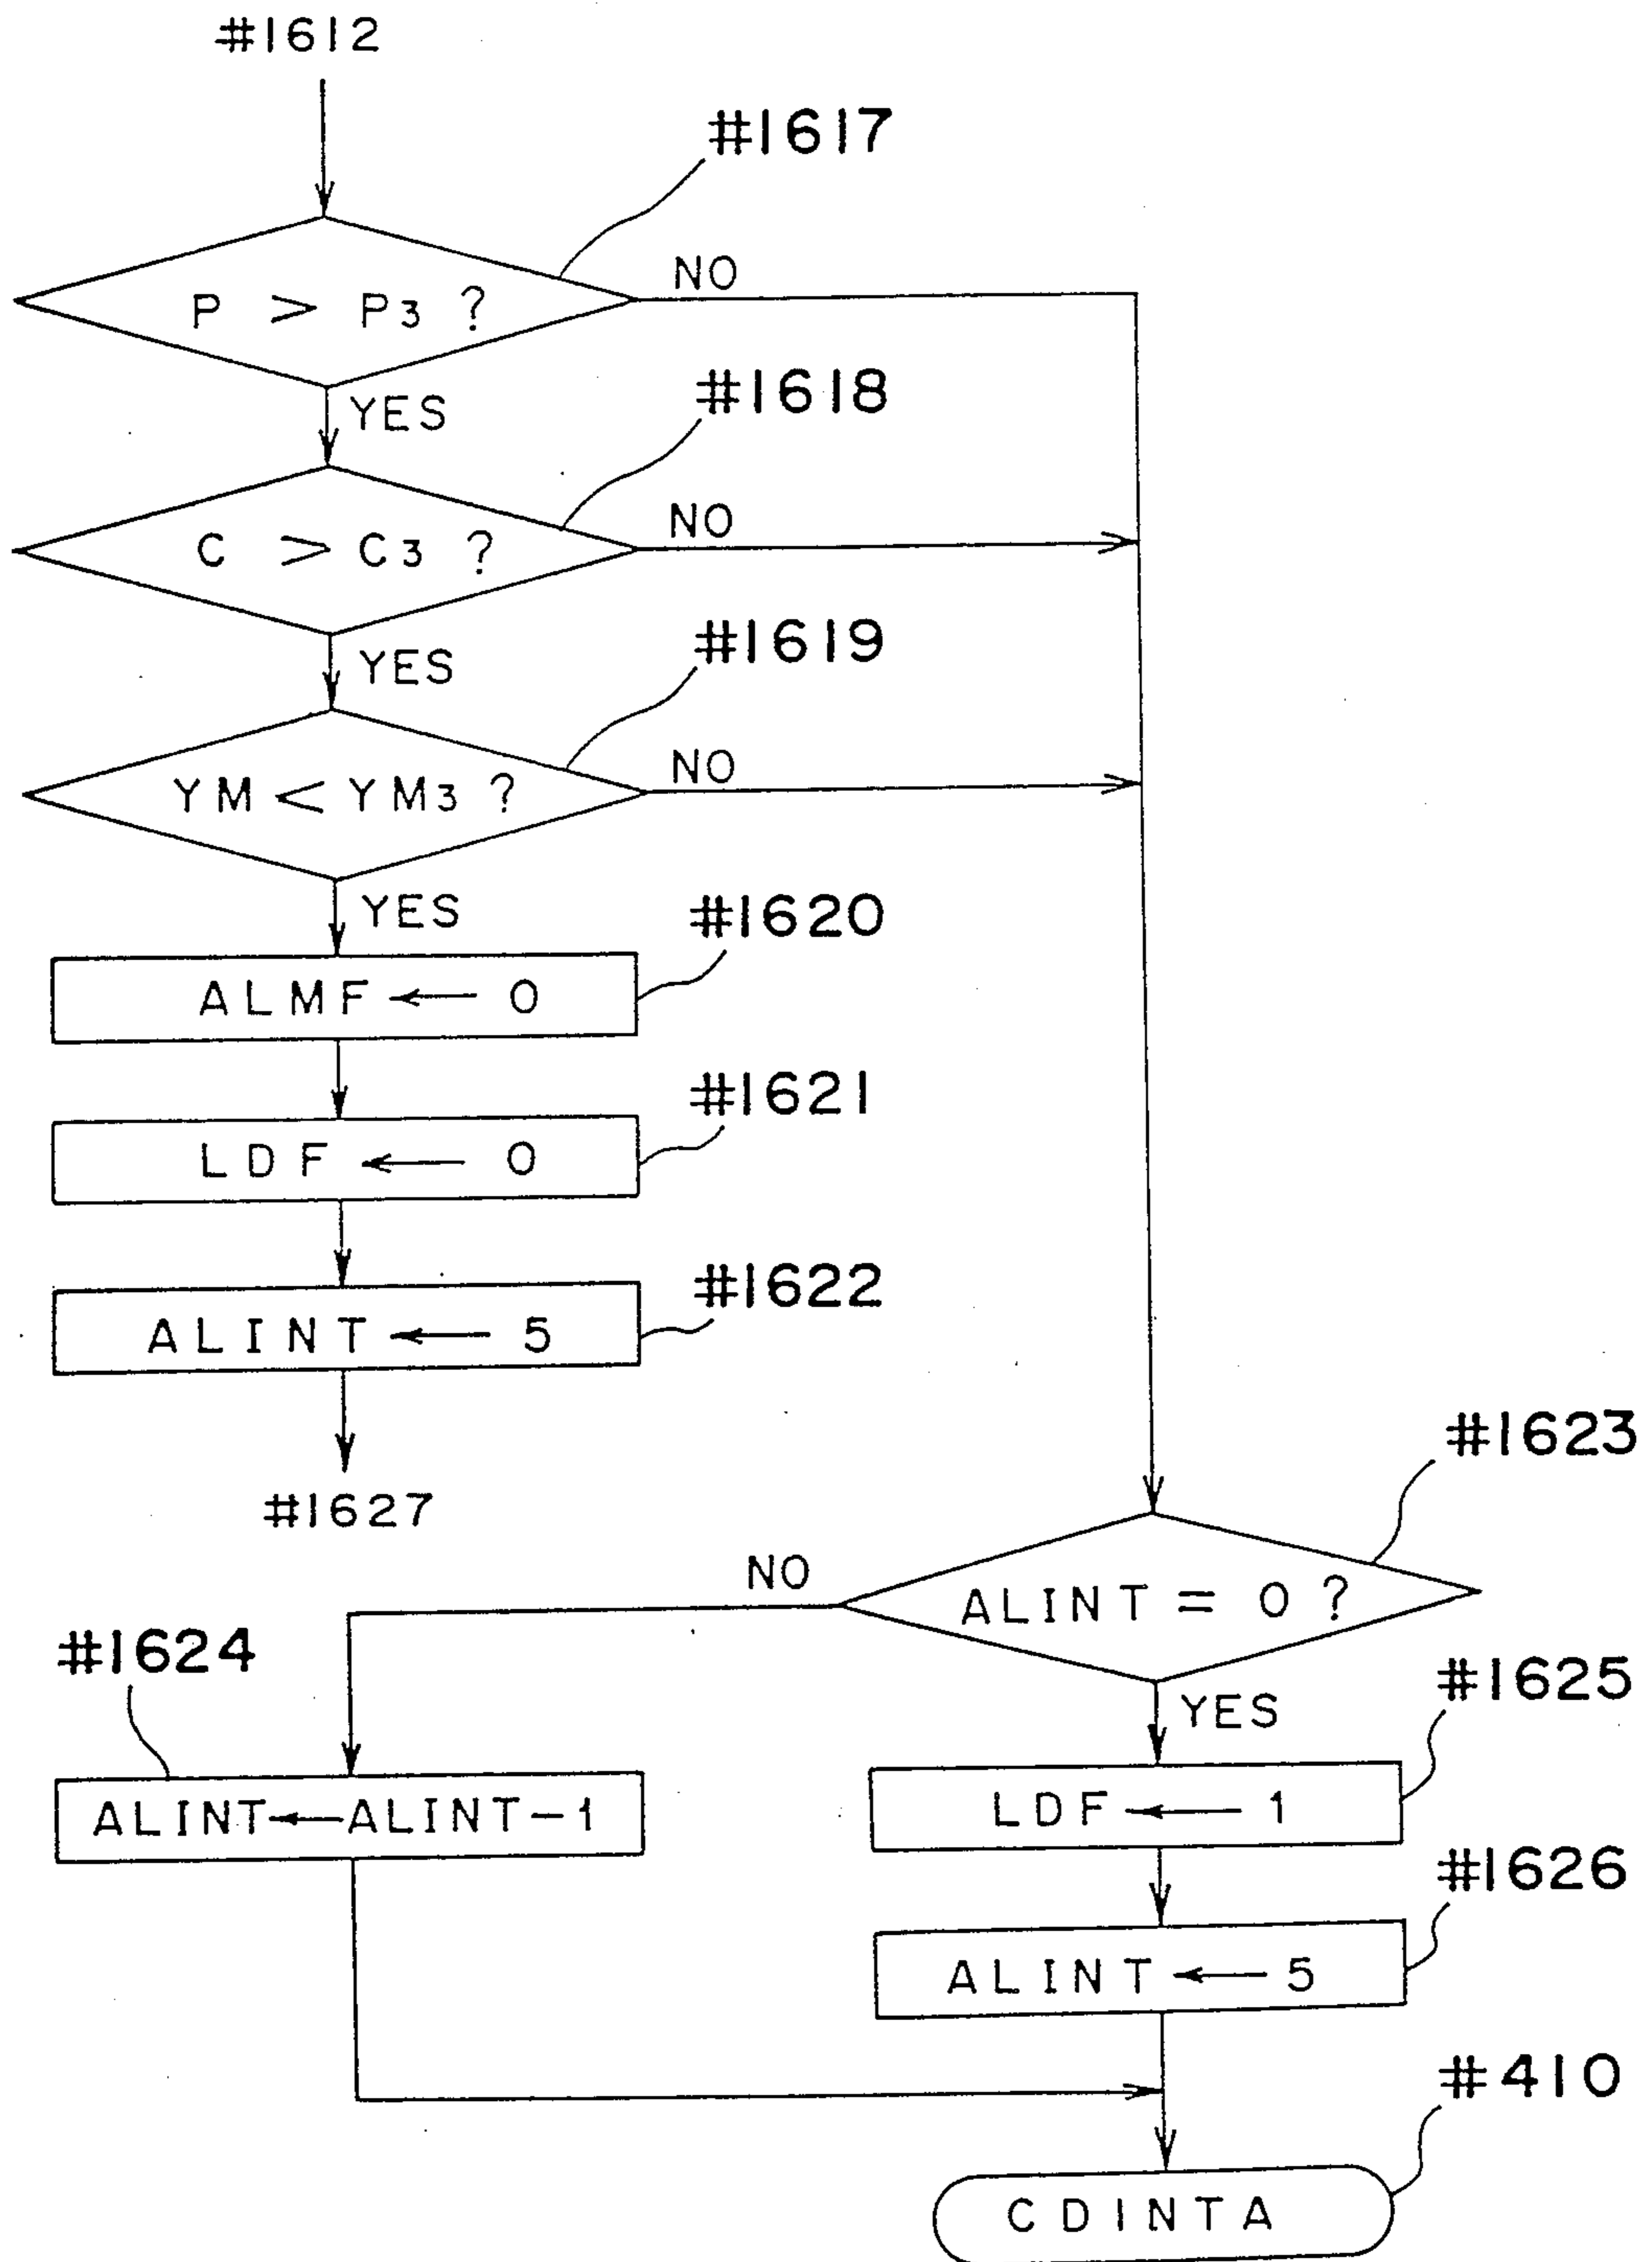 #1612
#1617
P > P3 ?
NO
YES
#1618
C > C3 ?
NO
YES
#1619
YM < YM3 ?
NO
YES
#1620
ALMF ← 0
#1621
LDF ← 0
#1622
ALINT ← 5
#1627
#1623
ALINT = 0 ?
NO
YES
#1624
ALINT←ALINT-1
#1625
LDF ← 1
#1626
ALINT ← 5
#410
CDINTA